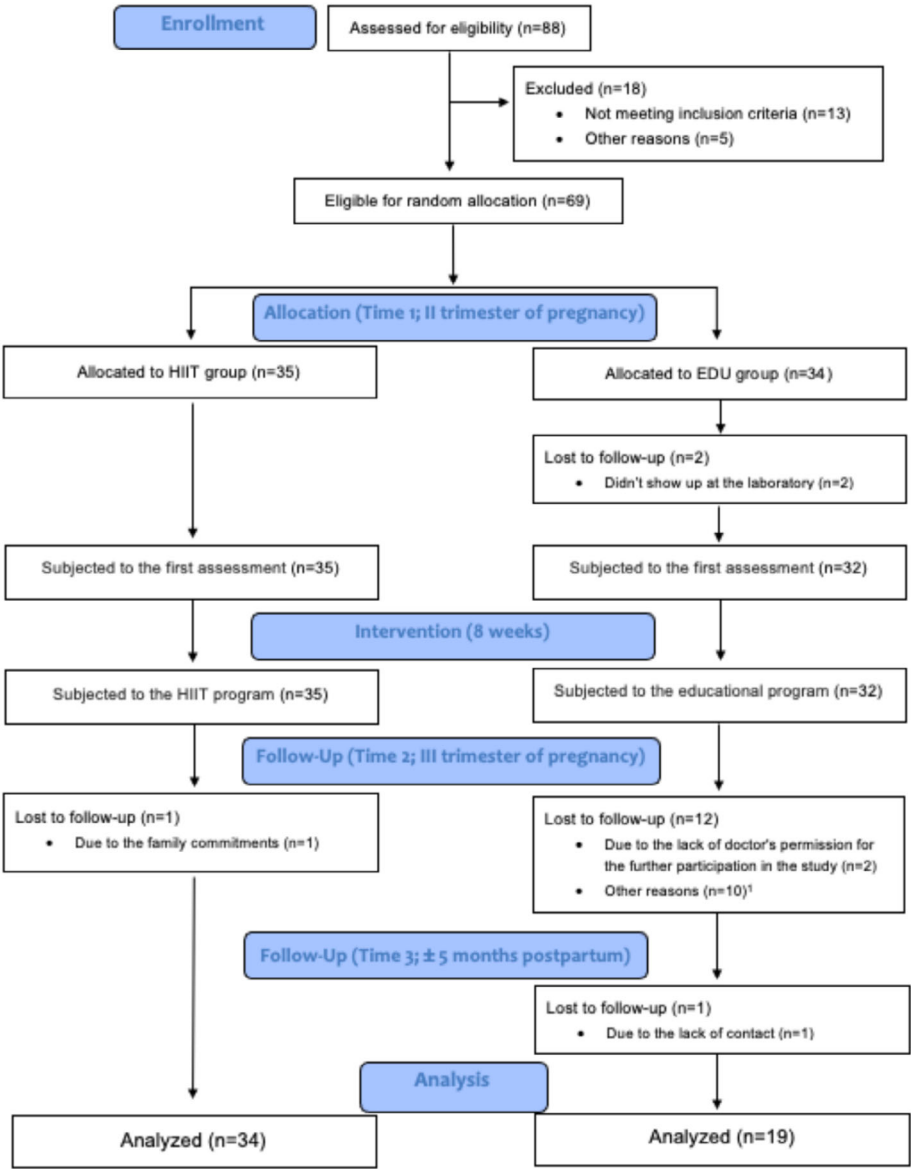 Enrollment
Assessed for eligibility (n=88)
Excluded (n=18)
• Not meeting inclusion criteria (n=13)
• Other reasons (n=5)
Eligible for random allocation (n=69)
Allocation (Time 1; II trimester of pregnancy)
Allocated to HIIT group (n=35)
Allocated to EDU group (n=34)
Lost to follow-up (n=2)
• Didn't show up at the laboratory (n=2)
Subjected to the first assessment (n=35)
Subjected to the first assessment (n=32)
Intervention (8 weeks)
Subjected to the HIIT program (n=35)
Subjected to the educational program (n=32)
Follow-Up (Time 2; III trimester of pregnancy)
Lost to follow-up (n=1)
• Due to the family commitments (n=1)
Lost to follow-up (n=12)
• Due to the lack of doctor's permission for
the further participation in the study (n=2)
• Other reasons (n=10)¹
Follow-Up (Time 3; ± 5 months postpartum)
Lost to follow-up (n=1)
• Due to the lack of contact (n=1)
Analysis
Analyzed (n=34)
Analyzed (n=19)